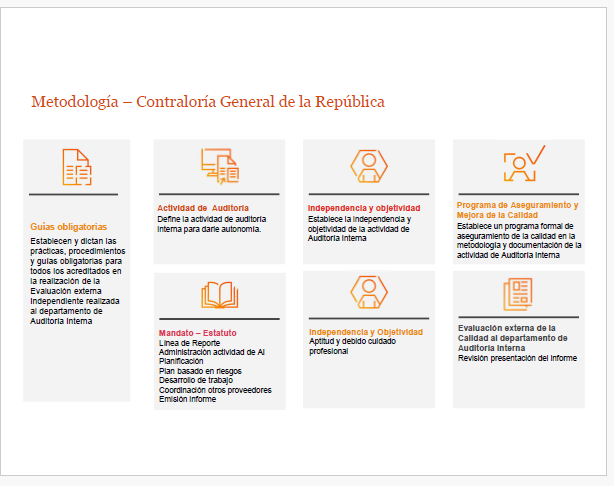 Metodología – Contraloría General de la República
Guías obligatorias
Establecen y dictan las
prácticas, procedimientos
y guías obligatorias para
todos los acreditados en
la realización de la
Evaluación externa
Independiente realizada
al departamento de
Auditoría Interna
Actividad de Auditoría
Define la actividad de auditoría
interna para darle autonomía.
Mandato – Estatuto
Línea de Reporte
Administración actividad de AI
Planificación
Plan basado en riesgos
Desarrollo de trabajo
Coordinación otros proveedores
Emisión informe
Independencia y objetividad
Establece la independencia y
objetividad de la actividad de
Auditoría Interna
Independencia y Objetividad
Aptitud y debido cuidado
profesional
Programa de Aseguramiento y
Mejora de la Calidad
Establece un programa formal de
aseguramiento de la calidad en la
metodología y documentación de la
actividad de Auditoría Interna
Evaluación externa de la
Calidad al departamento de
Auditoría Interna
Revisión presentación del informe